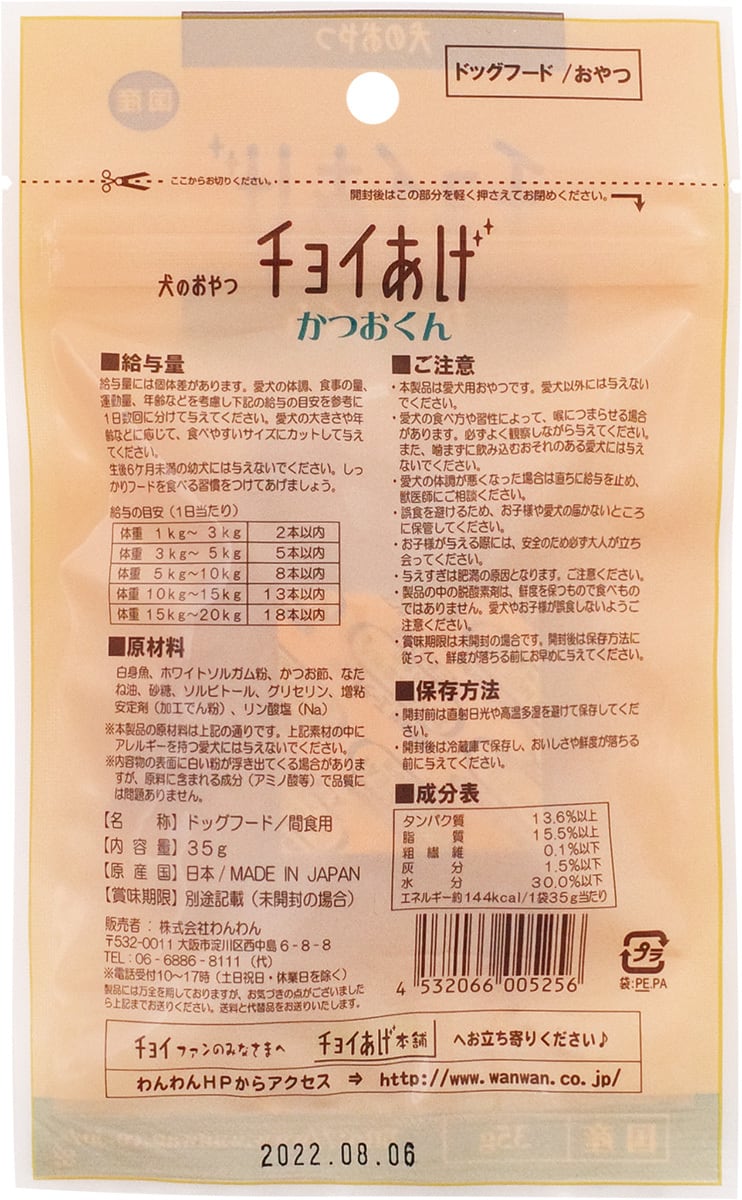 犬のおやつ
ドッグフード/おやつ
国産
ここからお切りください。
開封後はこの部分を軽く押さえてお閉めください。
犬のおやつ チョイあげ
かつおくん
■給与量
給与量には個体差があります。愛犬の体調、食事の量、
運動量、年齢などを考慮し下記の給与の目安を参考に
1日数回に分けて与えてください。愛犬の大きさや年
齢などに応じて、食べやすいサイズにカットして与え
てください。
生後6ケ月未満の幼犬には与えないでください。しっ
かりフードを食べる習慣をつけてあげましょう。
給与の目安(1日当たり)
体重 1kg〜 3kg 2本以内
体重 3kg〜 5kg 5本以内
体重 5kg〜10kg 8本以内
体重 10kg〜15kg 13本以内
体重 15kg〜20kg 18本以内
■原材料
白身魚、ホワイトソルガム粉、かつお節、なた
ね油、砂糖、ソルビトール、グリセリン、増粘
安定剤(加工でん粉)、リン酸塩(Na)
※本製品の原材料は上記の通りです。上記素材の中に
アレルギーを持つ愛犬には与えないでください。
※内容物の表面に白い粉が浮き出てくる場合がありま
すが、原料に含まれる成分(アミノ酸等)で品質に
は問題ありません。
【名 称】ドッグフード/間食用
【内 容 量】35g
【原 産 国】日本/MADE IN JAPAN
【賞味期限】別途記載(未開封の場合)
販売者:株式会社わんわん
〒532-0011 大阪市淀川区西中島6-8-8
TEL:06-6886-8111(代)
※電話受付10〜17時(土日祝日・休業日を除く)
製品には万全を期しておりますが、お気づきの点がございました
ら上記までお送りください。送料と代替品をお送りいたします。
■ご注意
・本製品は愛犬用おやつです。愛犬以外には与えない
でください。
・愛犬の食べ方や習性によって、喉につまらせる場合
があります。必ずよく観察しながら与えてください。
また、噛まずに飲み込むおそれのある愛犬には与え
ないでください。
・愛犬の体調が悪くなった場合は直ちに給与を止め、
獣医師にご相談ください。
・誤食を避けるため、お子様や愛犬の届かないところ
に保管してください。
・お子様が与える際には、安全のため必ず大人が立ち
会ってください。
・与えすぎは肥満の原因となります。ご注意ください。
・製品の中の脱酸素剤は、鮮度を保つもので食べもの
ではありません。愛犬やお子様が誤食しないようご
注意ください。
・賞味期限は未開封の場合です。開封後は保存方法に
従って、鮮度が落ちる前にお早めに与えてください。
■保存方法
・開封前は直射日光や高温多湿を避けて保存してくだ
さい。
・開封後は冷蔵庫で保存し、おいしさや鮮度が落ちる
前に与えてください。
■成分表
タンパク質 13.6%以上
脂 質 15.5%以上
粗 繊 維 0.1%以下
灰 分 1.5%以下
水 分 30.0%以下
エネルギー約144kcal/1袋35g当たり
4 532066 005256
プラ
袋:PE.PA
チョイファンのみなさまへ チョイあげ本舗 へお立ち寄りください♪
わんわんHPからアクセス ⇒ http://www.wanwan.co.jp/
国産 35g
2022.08.06